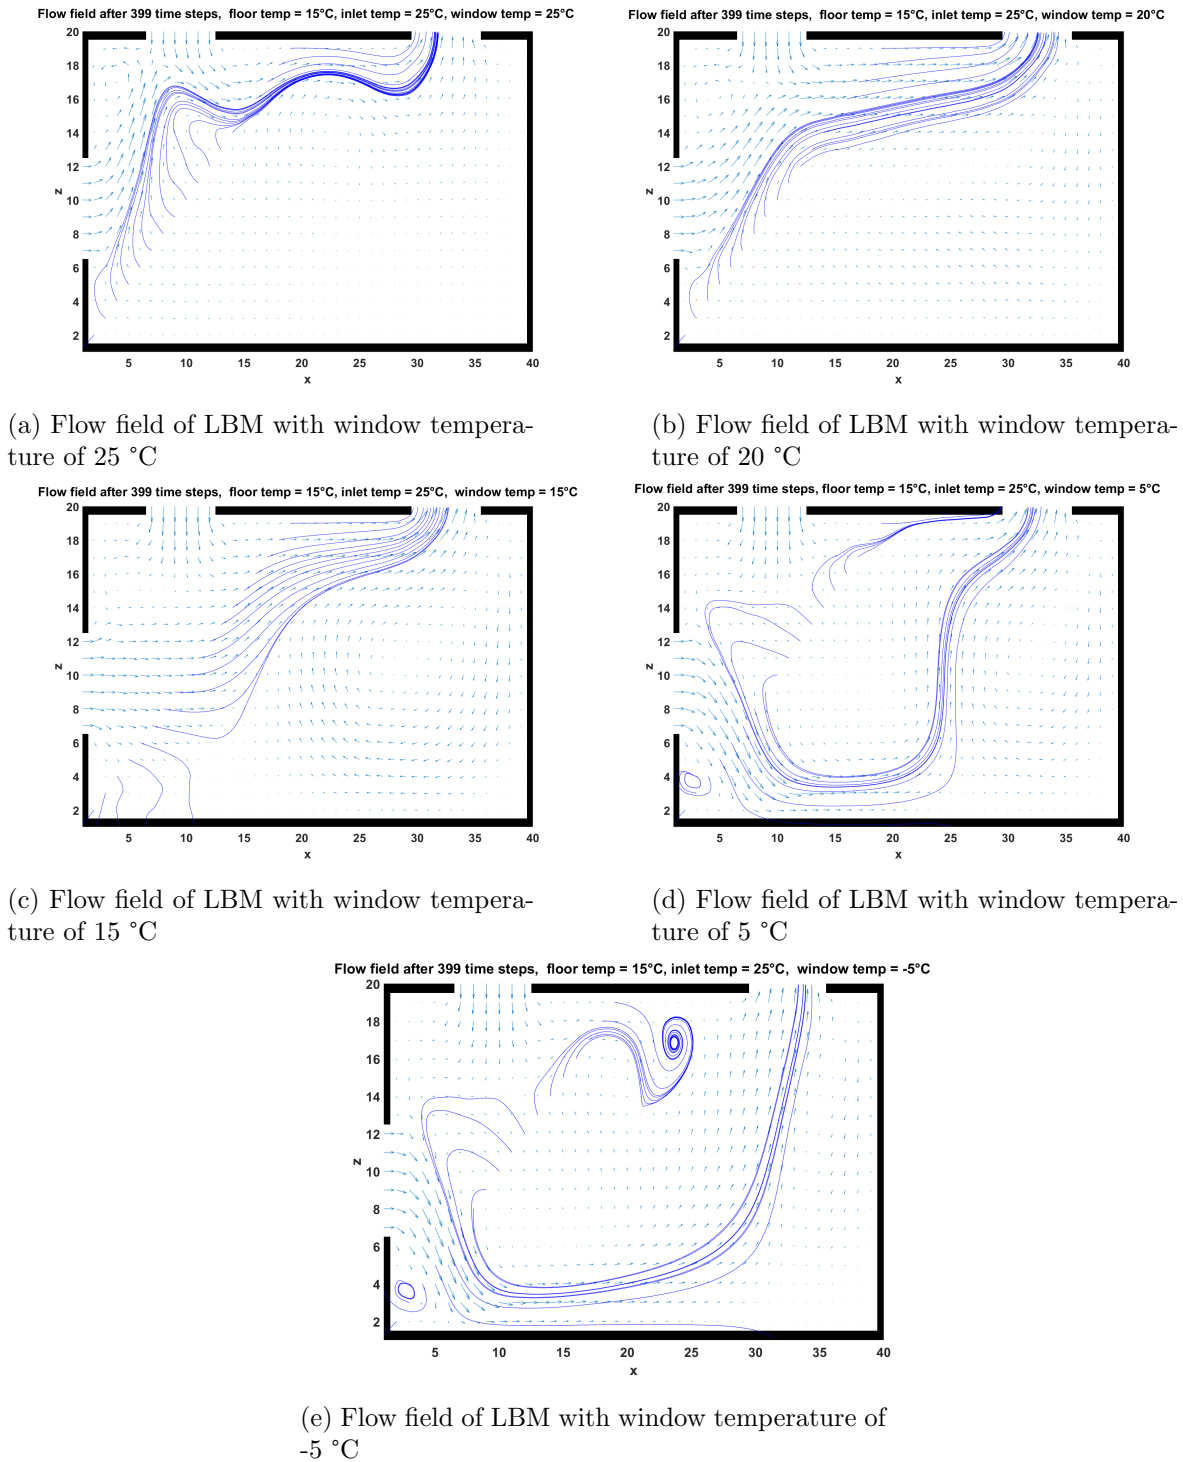 Flow field after 399 time steps,  floor temp = 15°C, inlet temp = 25°C, window temp = 25°C
20
18
16
14
12
10
8
6
4
2
z
5 10 15 20 25 30 35 40
x
(a) Flow field of LBM with window tempera-
ture of 25 °C
Flow field after 399 time steps,  floor temp = 15°C, inlet temp = 25°C, window temp = 20°C
20
18
16
14
12
10
8
6
4
2
z
5 10 15 20 25 30 35 40
x
(b) Flow field of LBM with window tempera-
ture of 20 °C
Flow field after 399 time steps,  floor temp = 15°C, inlet temp = 25°C,  window temp = 15°C
20
18
16
14
12
10
8
6
4
2
z
5 10 15 20 25 30 35 40
x
(c) Flow field of LBM with window tempera-
ture of 15 °C
Flow field after 399 time steps, floor temp = 15°C, inlet temp = 25°C, window temp = 5°C
20
18
16
14
12
10
8
6
4
2
z
5 10 15 20 25 30 35 40
x
(d) Flow field of LBM with window tempera-
ture of 5 °C
Flow field after 399 time steps,  floor temp = 15°C, inlet temp = 25°C,  window temp = -5°C
20
18
16
14
12
10
8
6
4
2
z
5 10 15 20 25 30 35 40
x
(e) Flow field of LBM with window temperature of
-5 °C